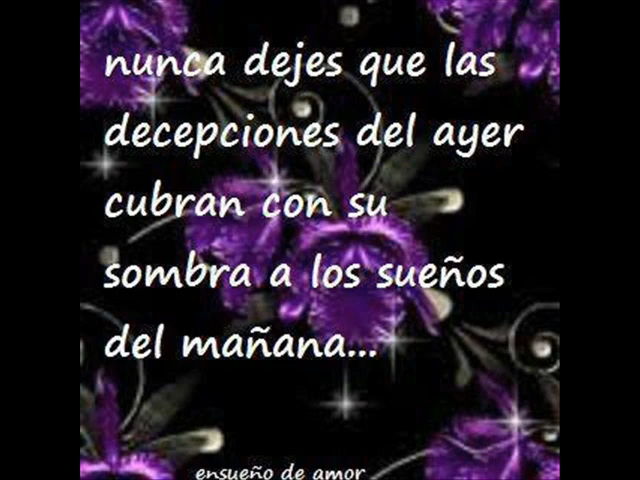 nunca dejes que las
decepciones del ayer
cubran con su
sombra a los sueños
del mañana...
ensueño de amor